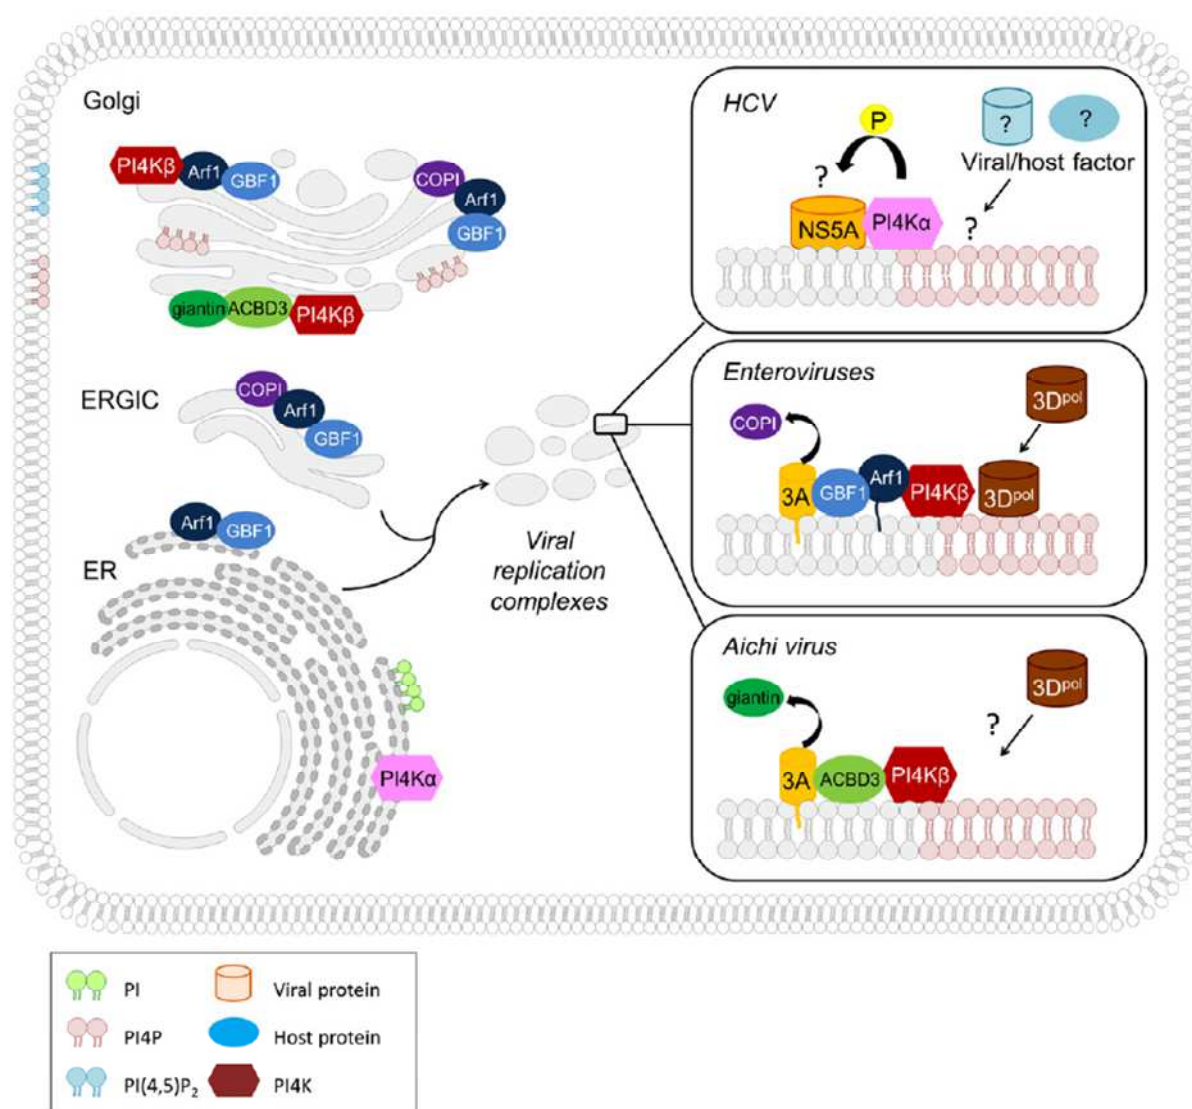 Golgi
PI4Kβ
Arf1
GBF1
COPI
Arf1
GBF1
giantin
ACBD3
PI4Kβ
ERGIC
COPI
Arf1
GBF1
Arf1
GBF1
ER
PI4Kα
Viral
replication
complexes
HCV
P
?
?
?
Viral/host factor
NS5A
PI4Kα
?
Enteroviruses
3Dpol
COPI
3A
GBF1
Arf1
PI4Kβ
3Dpol
Aichi virus
3Dpol
giantin
?
3A
ACBD3
PI4Kβ
PI
Viral protein
PI4P
Host protein
PI(4,5)P₂
PI4K